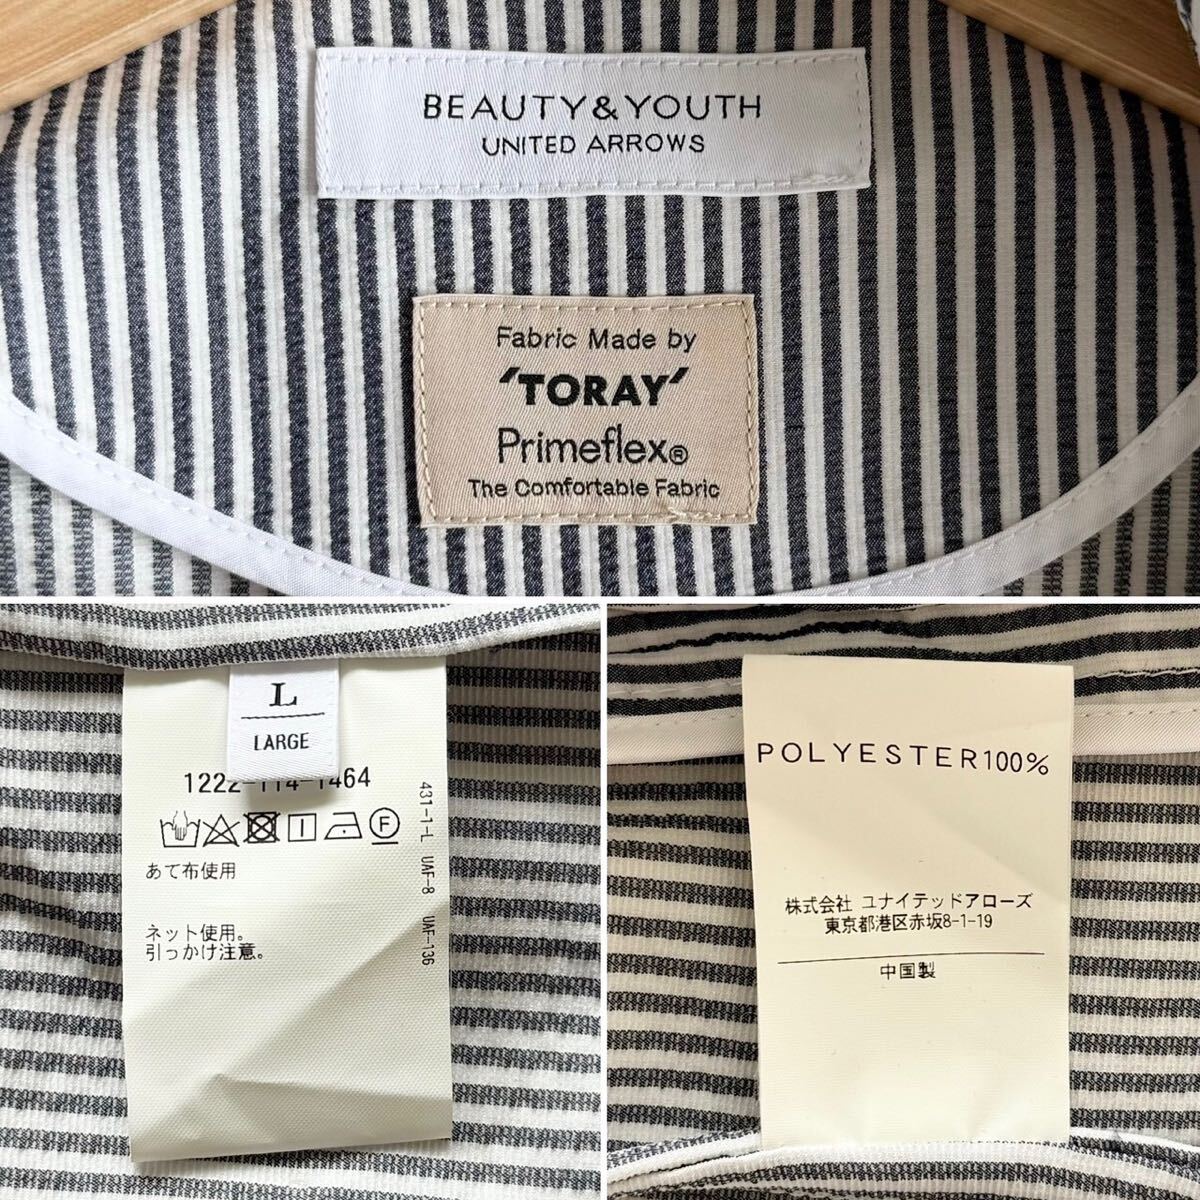 BEAUTY&YOUTH
UNITED ARROWS
Fabric Made by
'TORAY'
Primeflex®
The Comfortable Fabric
L
LARGE
1222-114-1464
F
あて布使用
ネット使用。
引っかけ注意。
431-1-L UAF-8 UAF-136
POLYESTER100%
株式会社 ユナイテッドアローズ
東京都港区赤坂8-1-19
中国製